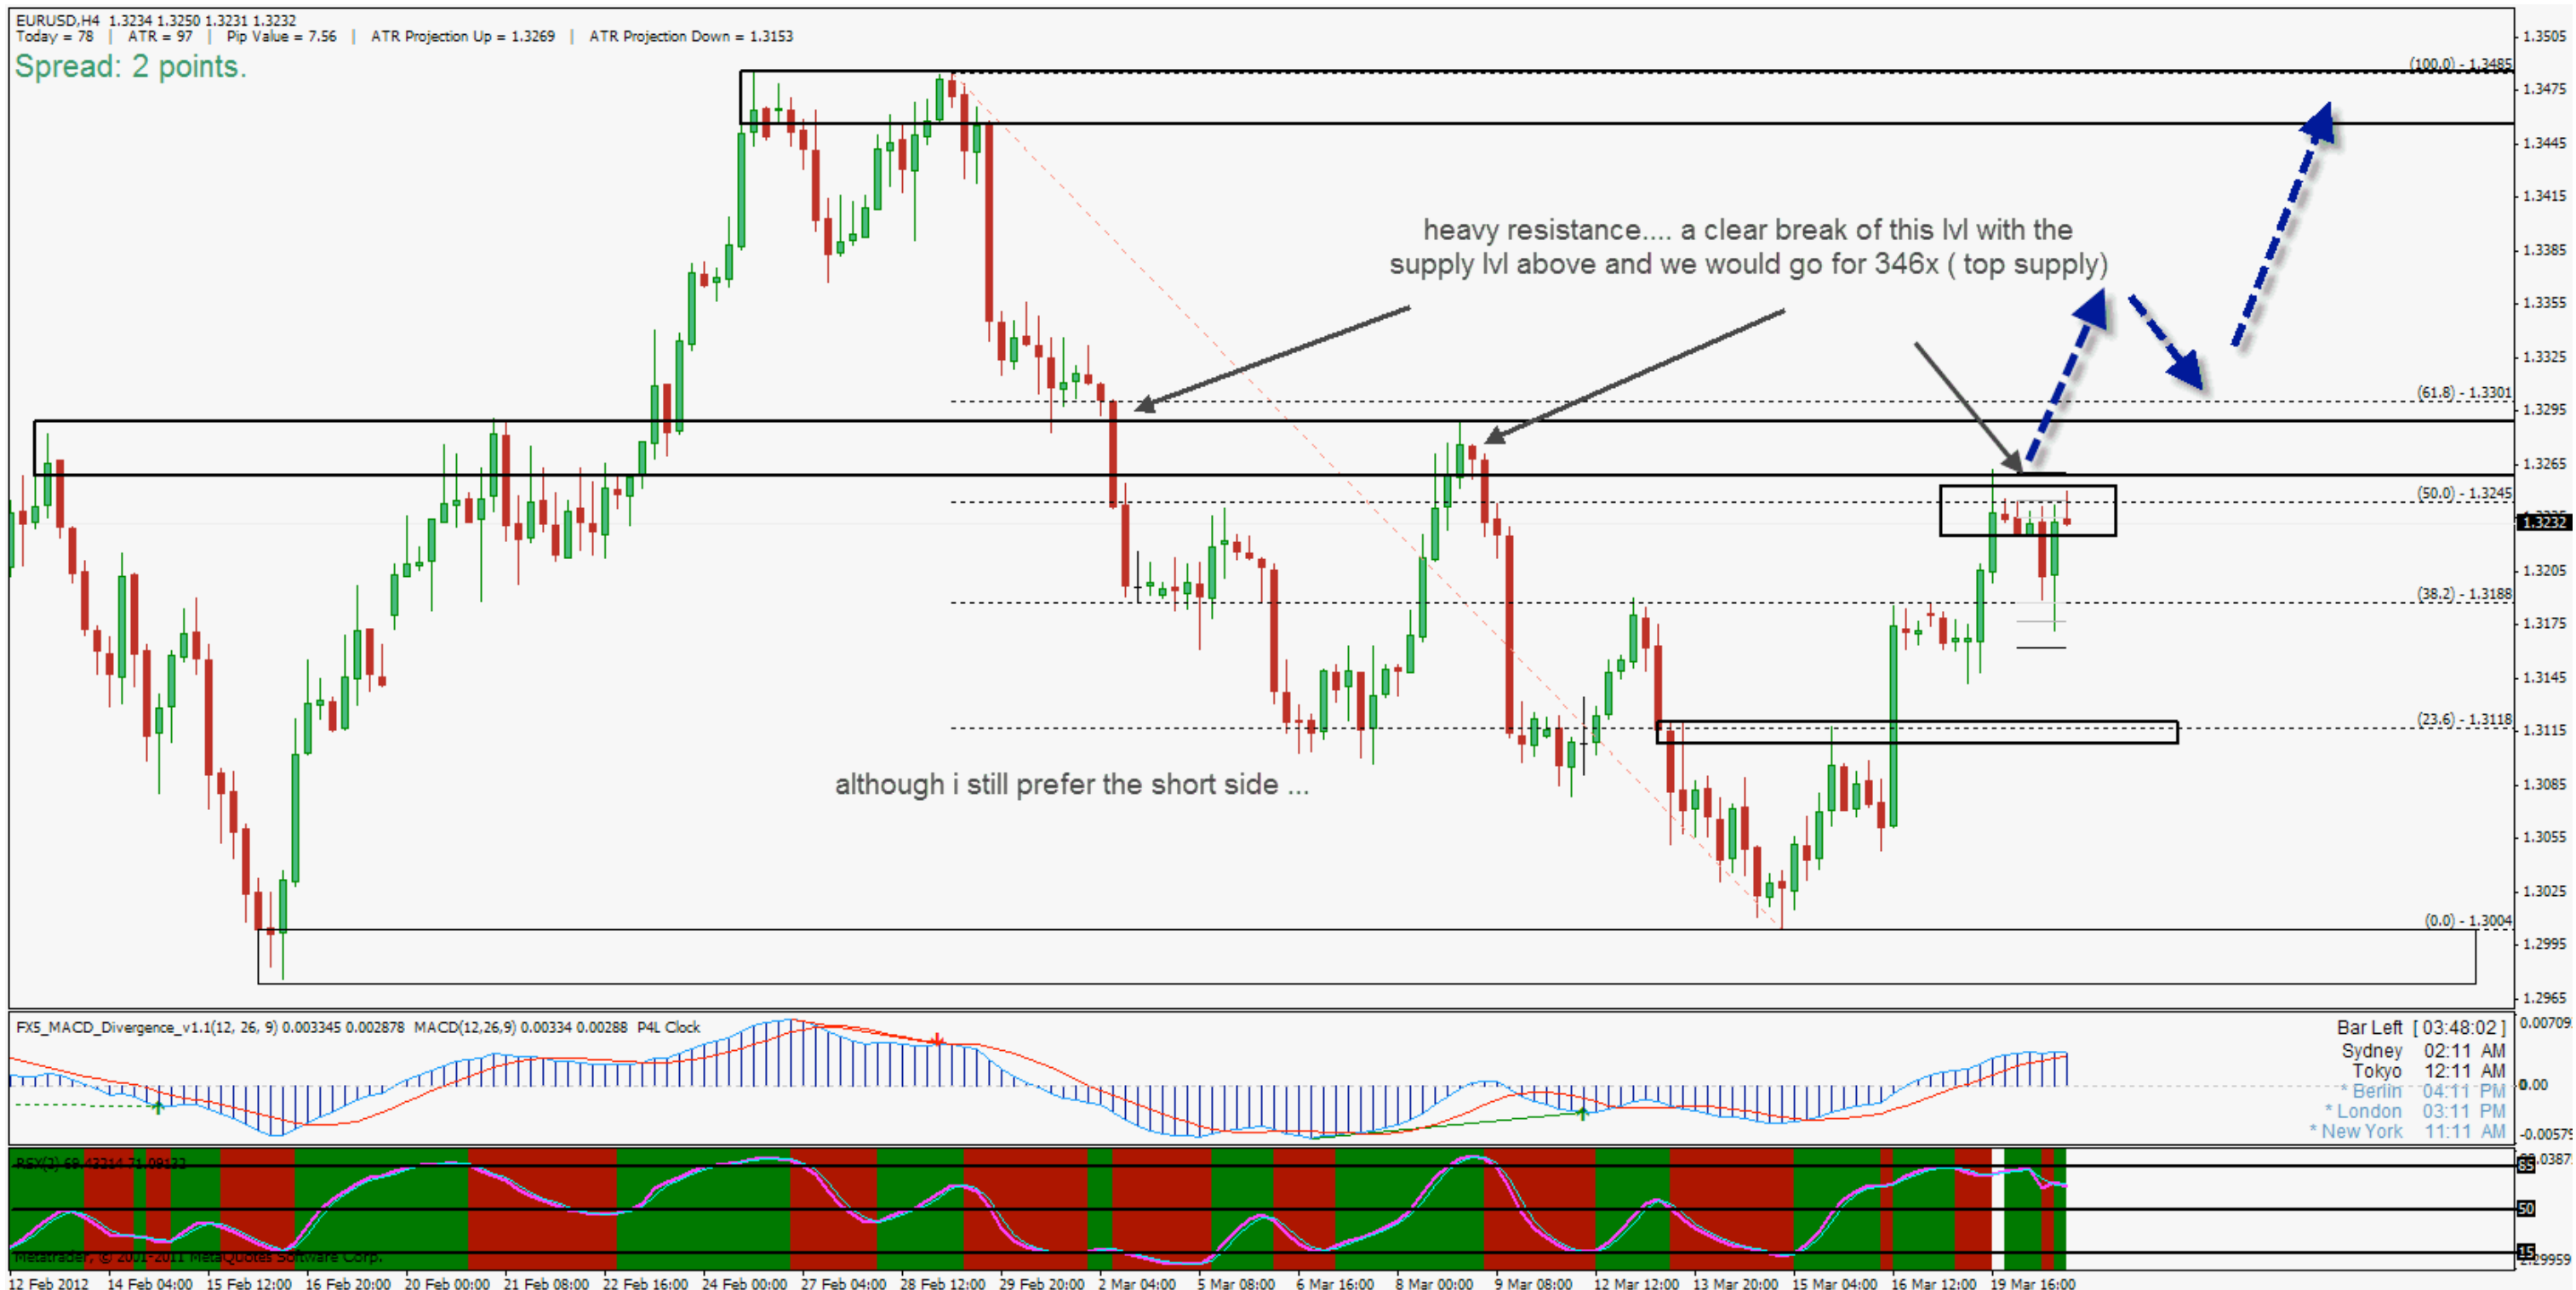 EURUSD,H4 1.3234 1.3250 1.3231 1.3232
Today = 78 | ATR = 97 | Pip Value = 7.56 | ATR Projection Up = 1.3269 | ATR Projection Down = 1.3153
Spread: 2 points.
heavy resistance.... a clear break of this lvl with the
supply lvl above and we would go for 346x ( top supply)
although i still prefer the short side ...
(100.0) - 1.3485
(61.8) - 1.3301
(50.0) - 1.3245
(38.2) - 1.3188
(23.6) - 1.3118
(0.0) - 1.3004
1.3505
1.3475
1.3445
1.3415
1.3385
1.3355
1.3325
1.3295
1.3265
1.3232
1.3205
1.3175
1.3145
1.3115
1.3085
1.3055
1.3025
1.2995
1.2965
FX5_MACD_Divergence_v1.1(12, 26, 9) 0.003345 0.002878 MACD(12,26,9) 0.00334 0.00288 P4L Clock
Bar Left [ 03:48:02 ]
Sydney 02:11 AM
Tokyo 12:11 AM
* Berlin 04:11 PM
* London 03:11 PM
* New York 11:11 AM
0.00709
0.00
-0.00579
85
50
15
Metatrader, © 2001-2011 MetaQuotes Software Corp.
12 Feb 2012 14 Feb 04:00 15 Feb 12:00 16 Feb 20:00 20 Feb 00:00 21 Feb 08:00 22 Feb 16:00 24 Feb 00:00 27 Feb 04:00 28 Feb 12:00 29 Feb 20:00 2 Mar 04:00 5 Mar 08:00 6 Mar 16:00 8 Mar 00:00 9 Mar 08:00 12 Mar 12:00 13 Mar 20:00 15 Mar 04:00 16 Mar 12:00 19 Mar 16:00